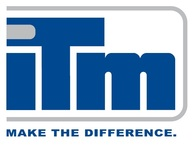 iTm
MAKE THE DIFFERENCE.